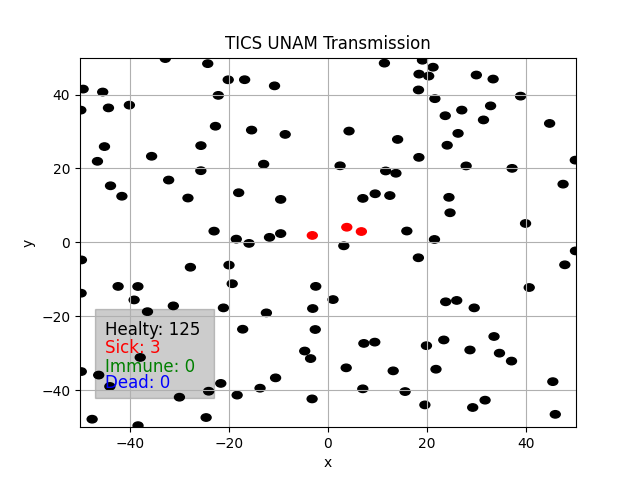 TICS UNAM Transmission
40
20
0
−20
−40
y
Healty: 125
Sick: 3
Immune: 0
Dead: 0
−40
−20
0
20
40
x